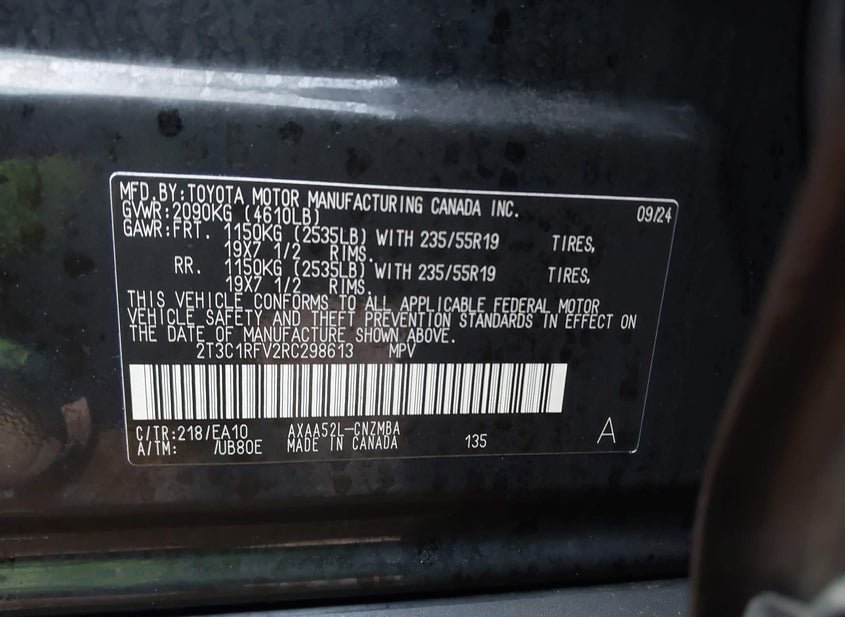 MFD.BY:TOYOTA MOTOR MANUFACTURING CANADA INC. 09/24
GVWR:2090KG (4610LB)
GAWR:FRT. 1150KG (2535LB) WITH 235/55R19 TIRES,
19X7 1/2 RIMS.
RR. 1150KG (2535LB) WITH 235/55R19 TIRES,
19X7 1/2 RIMS.
THIS VEHICLE CONFORMS TO ALL APPLICABLE FEDERAL MOTOR
VEHICLE SAFETY AND THEFT PREVENTION STANDARDS IN EFFECT ON
THE DATE OF MANUFACTURE SHOWN ABOVE.
2T3C1RFV2RC298613 MPV
C/TR:218/EA10 AXAA52L-CNZMBA
A/TM: /UB80E MADE IN CANADA 135 A